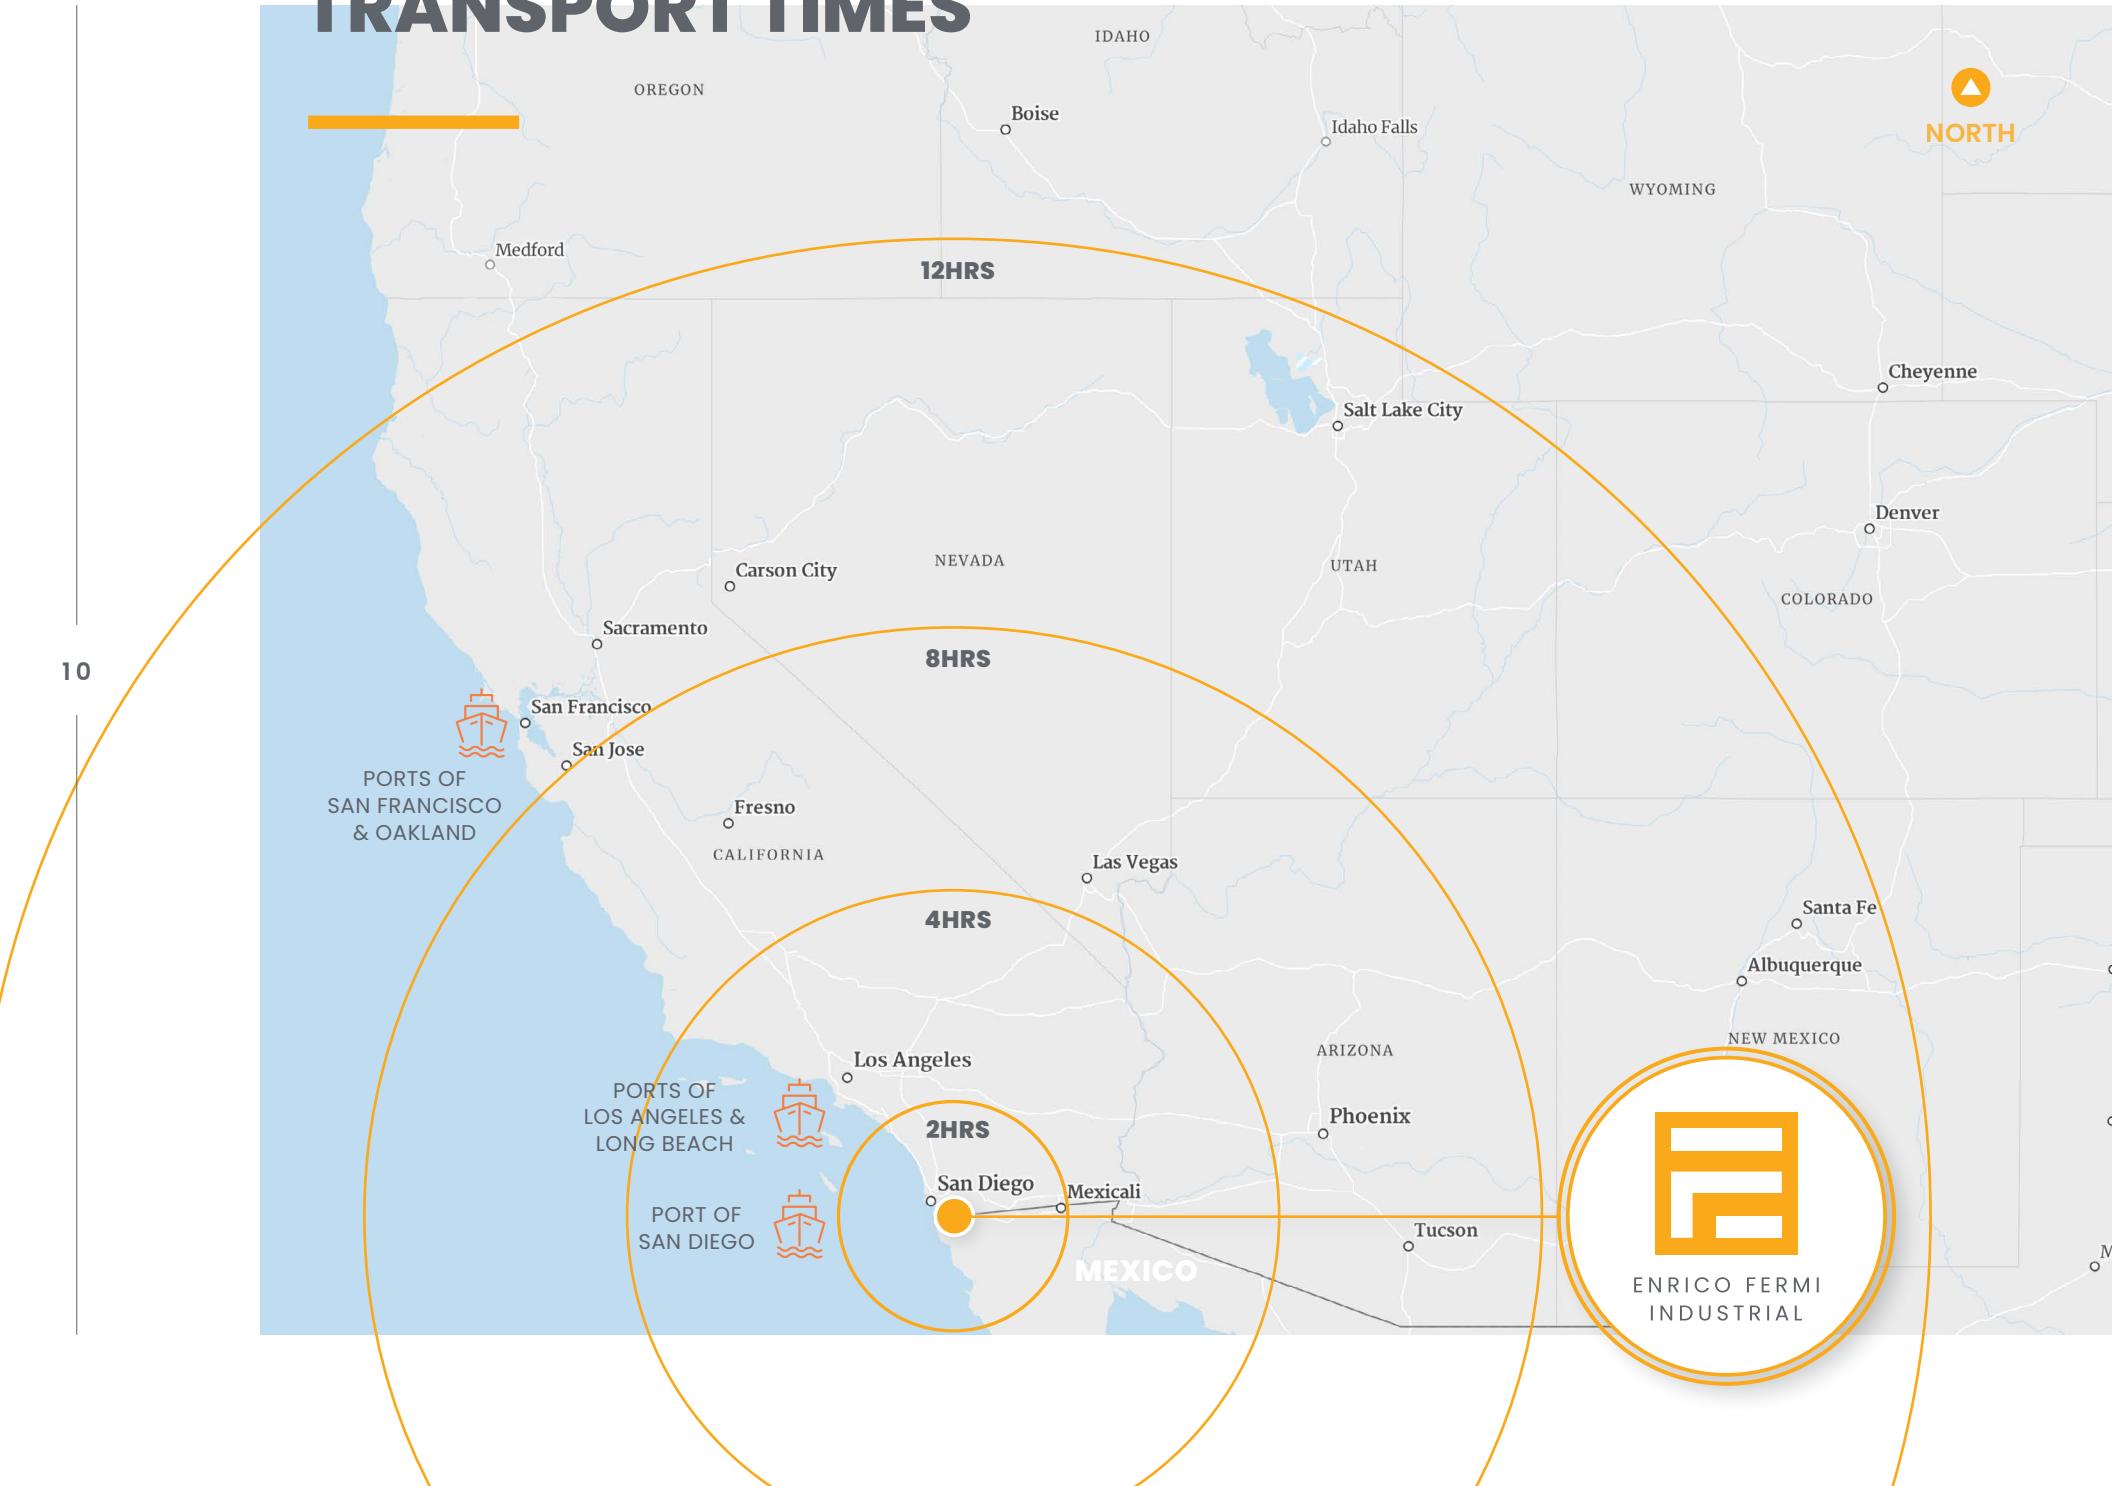 TRANSPORT TIMES
IDAHO
OREGON
Boise
Idaho Falls
NORTH
WYOMING
Medford
12HRS
Cheyenne
Salt Lake City
Denver
Carson City
NEVADA
UTAH
COLORADO
Sacramento
8HRS
10
San Francisco
San Jose
PORTS OF
SAN FRANCISCO
& OAKLAND
Fresno
CALIFORNIA
Las Vegas
4HRS
Santa Fe
Albuquerque
NEW MEXICO
Los Angeles
ARIZONA
PORTS OF
LOS ANGELES &
LONG BEACH
2HRS
Phoenix
San Diego
Mexicali
PORT OF
SAN DIEGO
Tucson
MEXICO
ENRICO FERMI
INDUSTRIAL